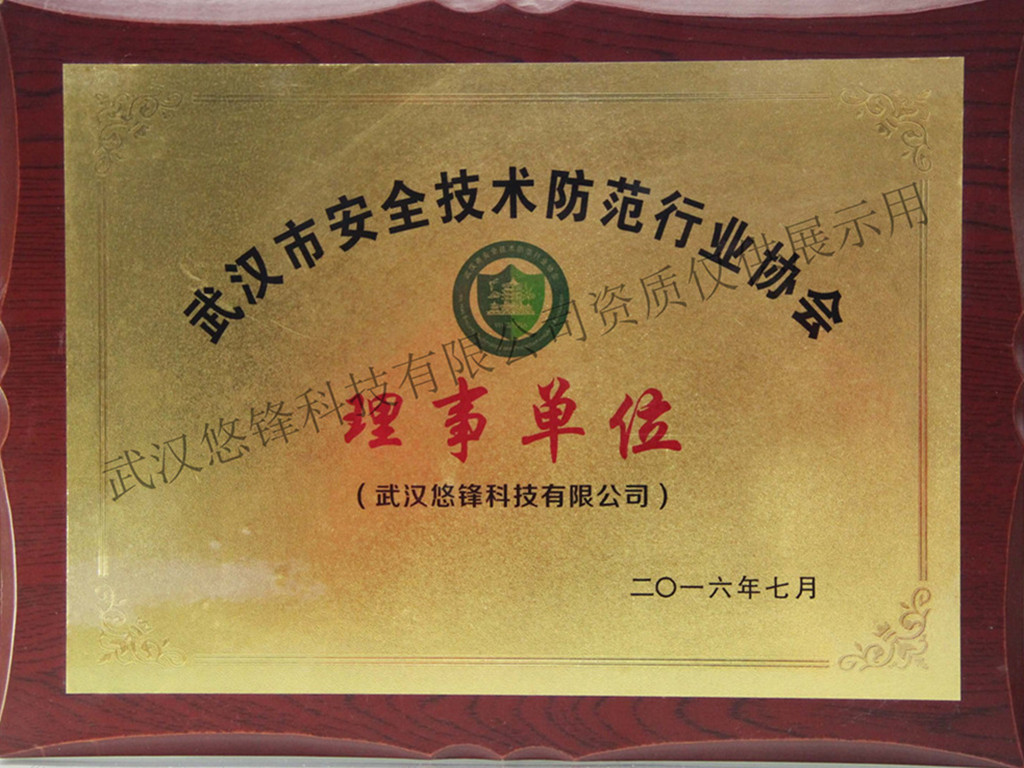 武汉市安全技术防范行业协会
理事单位
（武汉悠锋科技有限公司）
二〇一六年七月
武汉悠锋科技有限公司资质仅供展示用